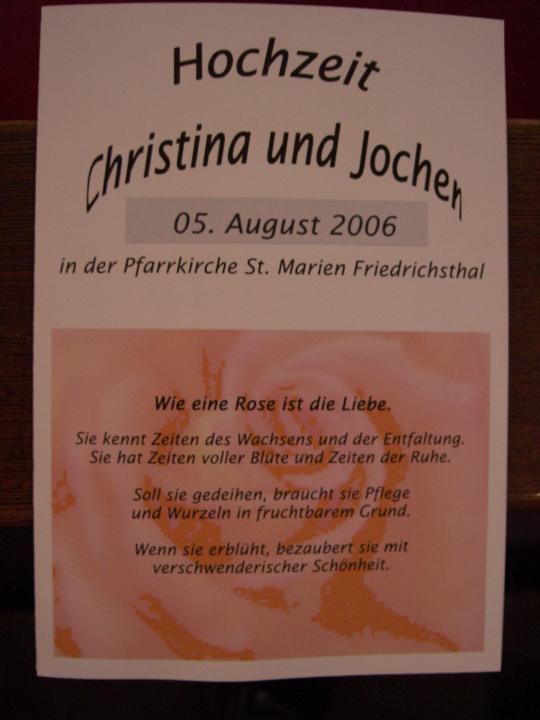 Hochzeit
Christina und Jochen
05. August 2006
in der Pfarrkirche St. Marien Friedrichsthal
Wie eine Rose ist die Liebe.
Sie kennt Zeiten des Wachsens und der Entfaltung.
Sie hat Zeiten voller Blüte und Zeiten der Ruhe.
Soll sie gedeihen, braucht sie Pflege
und Wurzeln in fruchtbarem Grund.
Wenn sie erblüht, bezaubert sie mit
verschwenderischer Schönheit.